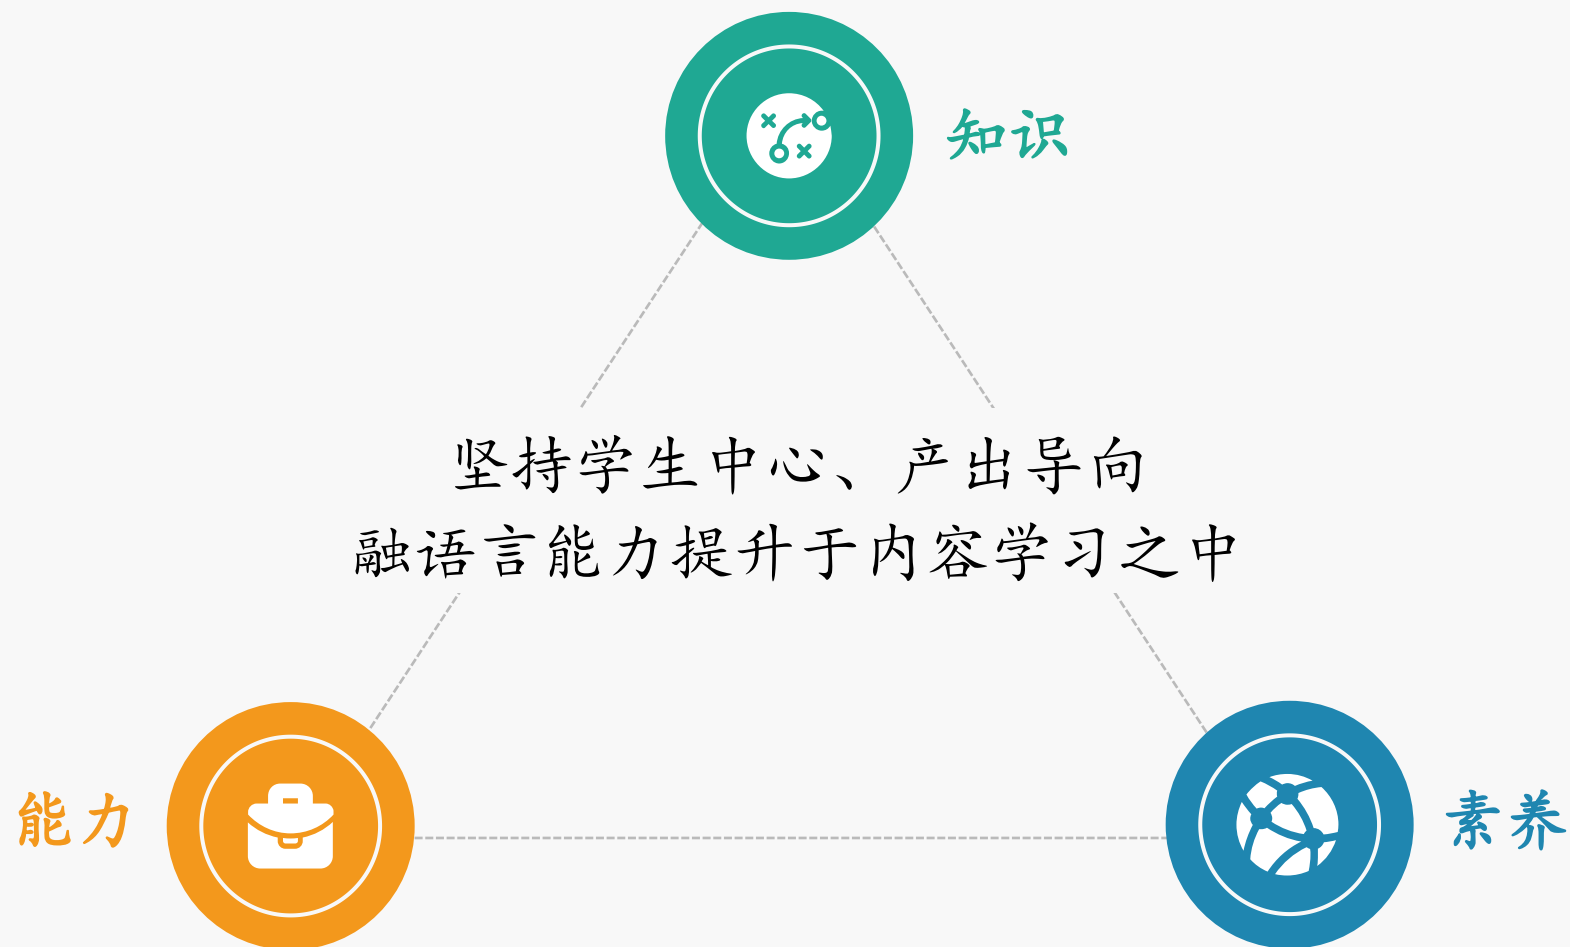 知识
坚持学生中心、产出导向
融语言能力提升于内容学习之中
能力
素养